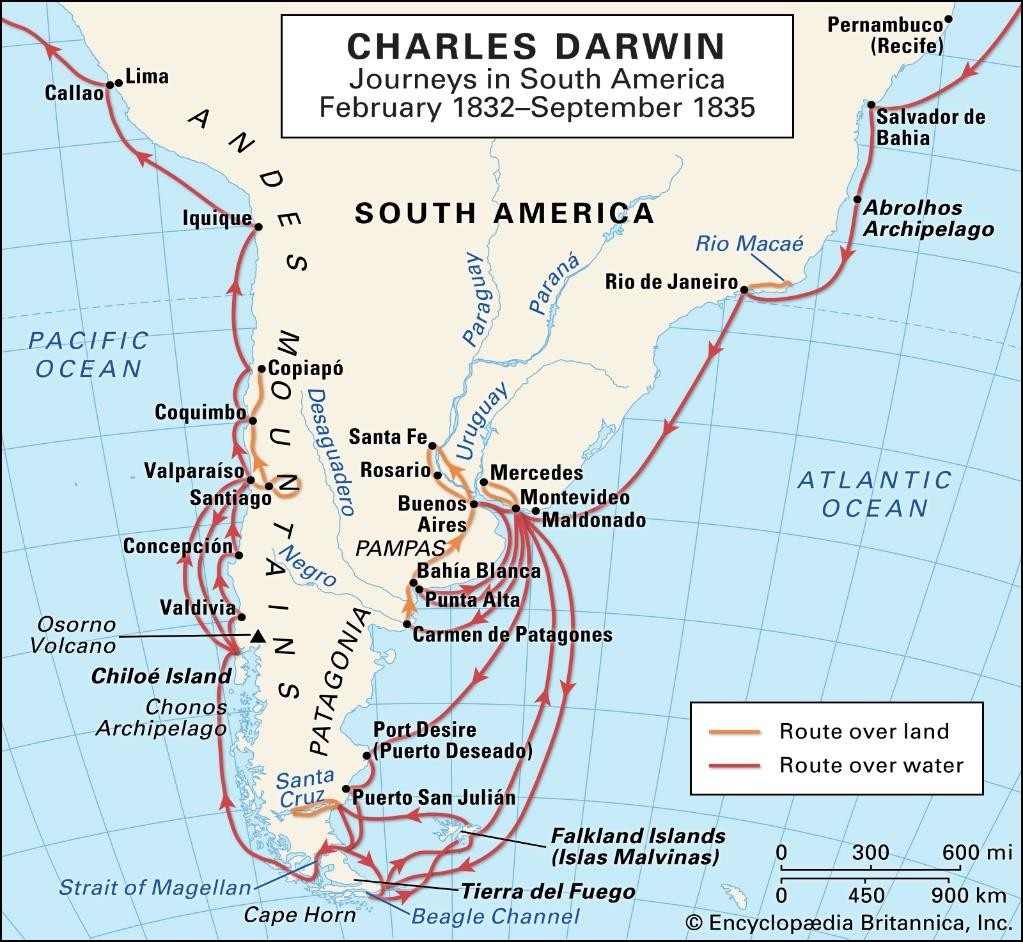 CHARLES DARWIN
Journeys in South America
February 1832–September 1835
Pernambuco
(Recife)
Lima
Callao
Salvador de
Bahia
ANDES MOUNTAINS
Abrolhos
Archipelago
Iquique
SOUTH AMERICA
Rio Macaé
Paraguay
Paraná
Rio de Janeiro
PACIFIC
OCEAN
Copiapó
Desaguadero
Uruguay
Coquimbo
Santa Fe
Rosario
Mercedes
Valparaíso
Santiago
Montevideo
Buenos
Aires
Maldonado
ATLANTIC
OCEAN
Concepción
PAMPAS
Negro
Bahía Blanca
Punta Alta
Valdivia
Osorno
Volcano
Carmen de Patagones
Chiloé Island
PATAGONIA
Chonos
Archipelago
Port Desire
(Puerto Deseado)
Route over land
Route over water
Santa
Cruz
Puerto San Julián
Falkland Islands
(Islas Malvinas)
0 300 600 mi
0 450 900 km
Strait of Magellan
Tierra del Fuego
Cape Horn
Beagle Channel
© Encyclopædia Britannica, Inc.